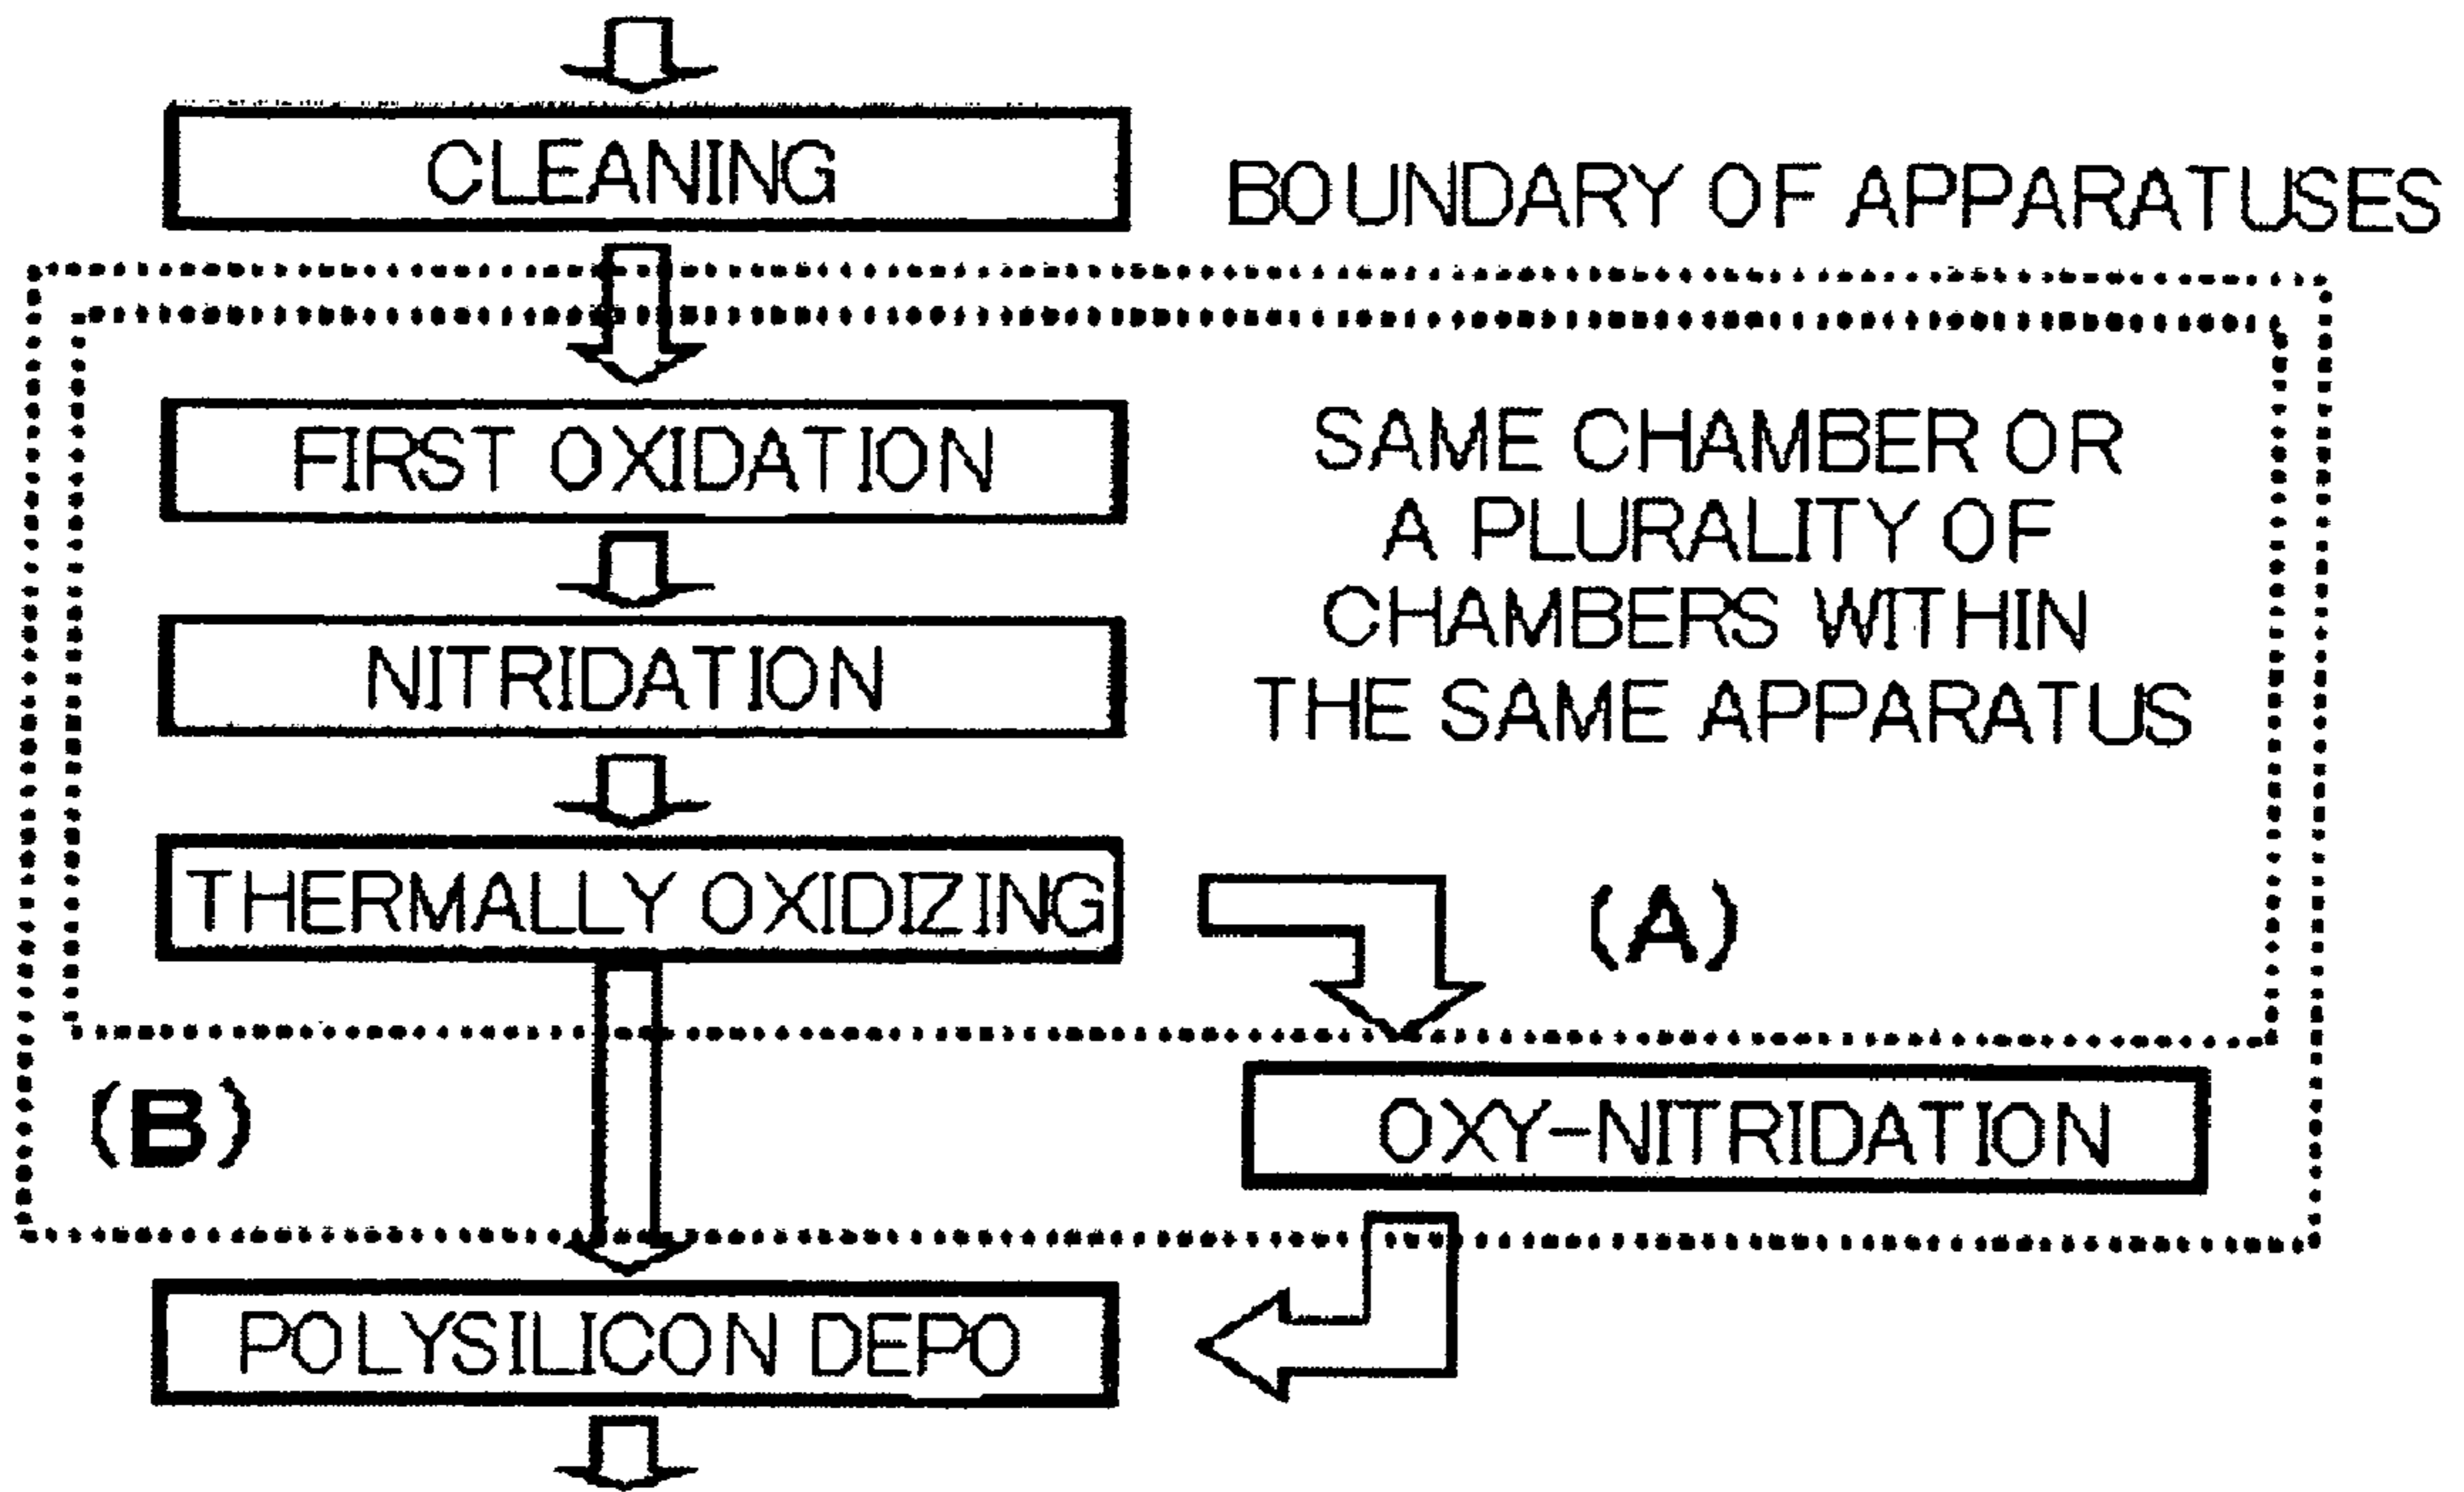 CLEANING
BOUNDARY OF APPARATUSES
FIRST OXIDATION
SAME CHAMBER OR
A PLURALITY OF
CHAMBERS WITHIN
THE SAME APPARATUS
NITRIDATION
THERMALLY OXIDIZING
(A)
(B)
OXY-NITRIDATION
POLYSILICON DEPO